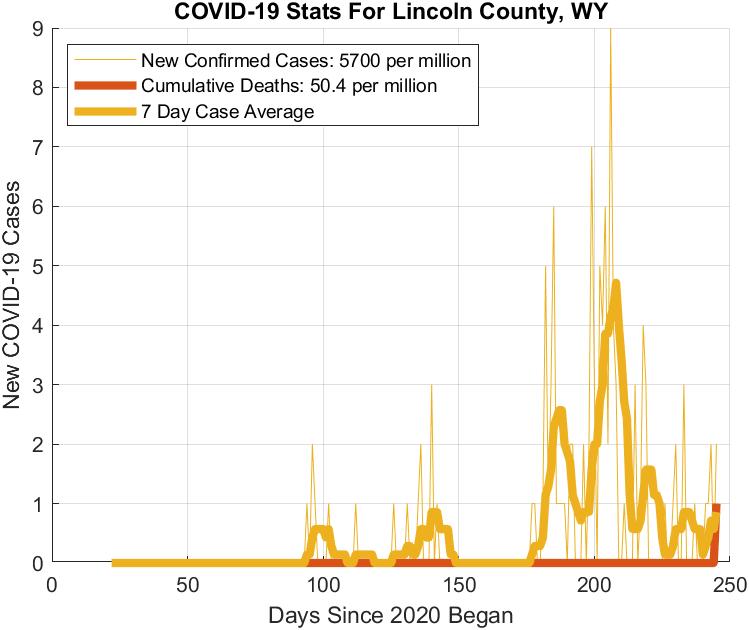 COVID-19 Stats For Lincoln County, WY
New Confirmed Cases: 5700 per million
Cumulative Deaths: 50.4 per million
7 Day Case Average
New COVID-19 Cases
9
8
7
6
5
4
3
2
1
0
0 50 100 150 200 250
Days Since 2020 Began